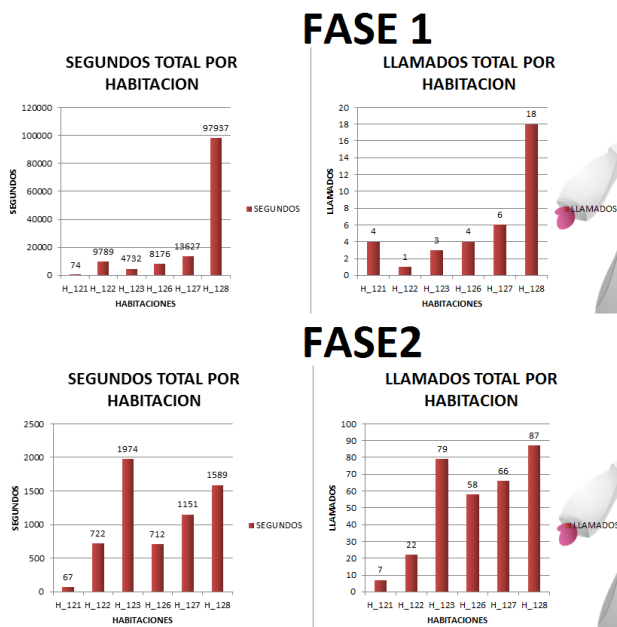 FASE 1
SEGUNDOS TOTAL POR
HABITACION
120000
100000
80000
60000
40000
20000
0
SEGUNDOS
74
9789
4732
8176
13627
97937
H_121 H_122 H_123 H_126 H_127 H_128
HABITACIONES
SEGUNDOS
LLAMADOS TOTAL POR
HABITACION
20
18
16
14
12
10
8
6
4
2
0
LLAMADOS
4
1
3
4
6
18
H_121 H_122 H_123 H_126 H_127 H_128
HABITACIONES
LLAMADOS
FASE2
SEGUNDOS TOTAL POR
HABITACION
2500
2000
1500
1000
500
0
SEGUNDOS
67
722
1974
712
1151
1589
H_121 H_122 H_123 H_126 H_127 H_128
HABITACIONES
SEGUNDOS
LLAMADOS TOTAL POR
HABITACION
100
90
80
70
60
50
40
30
20
10
0
LLAMADOS
7
22
79
58
66
87
H_121 H_122 H_123 H_126 H_127 H_128
HABITACIONES
LLAMADOS